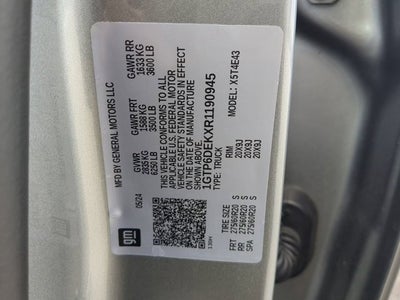 MFD BY GENERAL MOTORS LLC
05/24
GVWR
2835 KG
6250 LB
GAWR FRT
1588 KG
3500 LB
GAWR RR
1633 KG
3600 LB
THIS VEHICLE CONFORMS TO ALL
APPLICABLE U.S. FEDERAL MOTOR
VEHICLE SAFETY STANDARDS IN EFFECT
ON THE DATE OF MANUFACTURE
SHOWN ABOVE.
1GTP6DEKXR1190945
TYPE: TRUCK
MODEL: X5T4E43
gm
TIRE SIZE
RIM
FRT 275/60R20 S 20X9J
RR 275/60R20 S 20X9J
SPA 275/60R20 S 20X9J